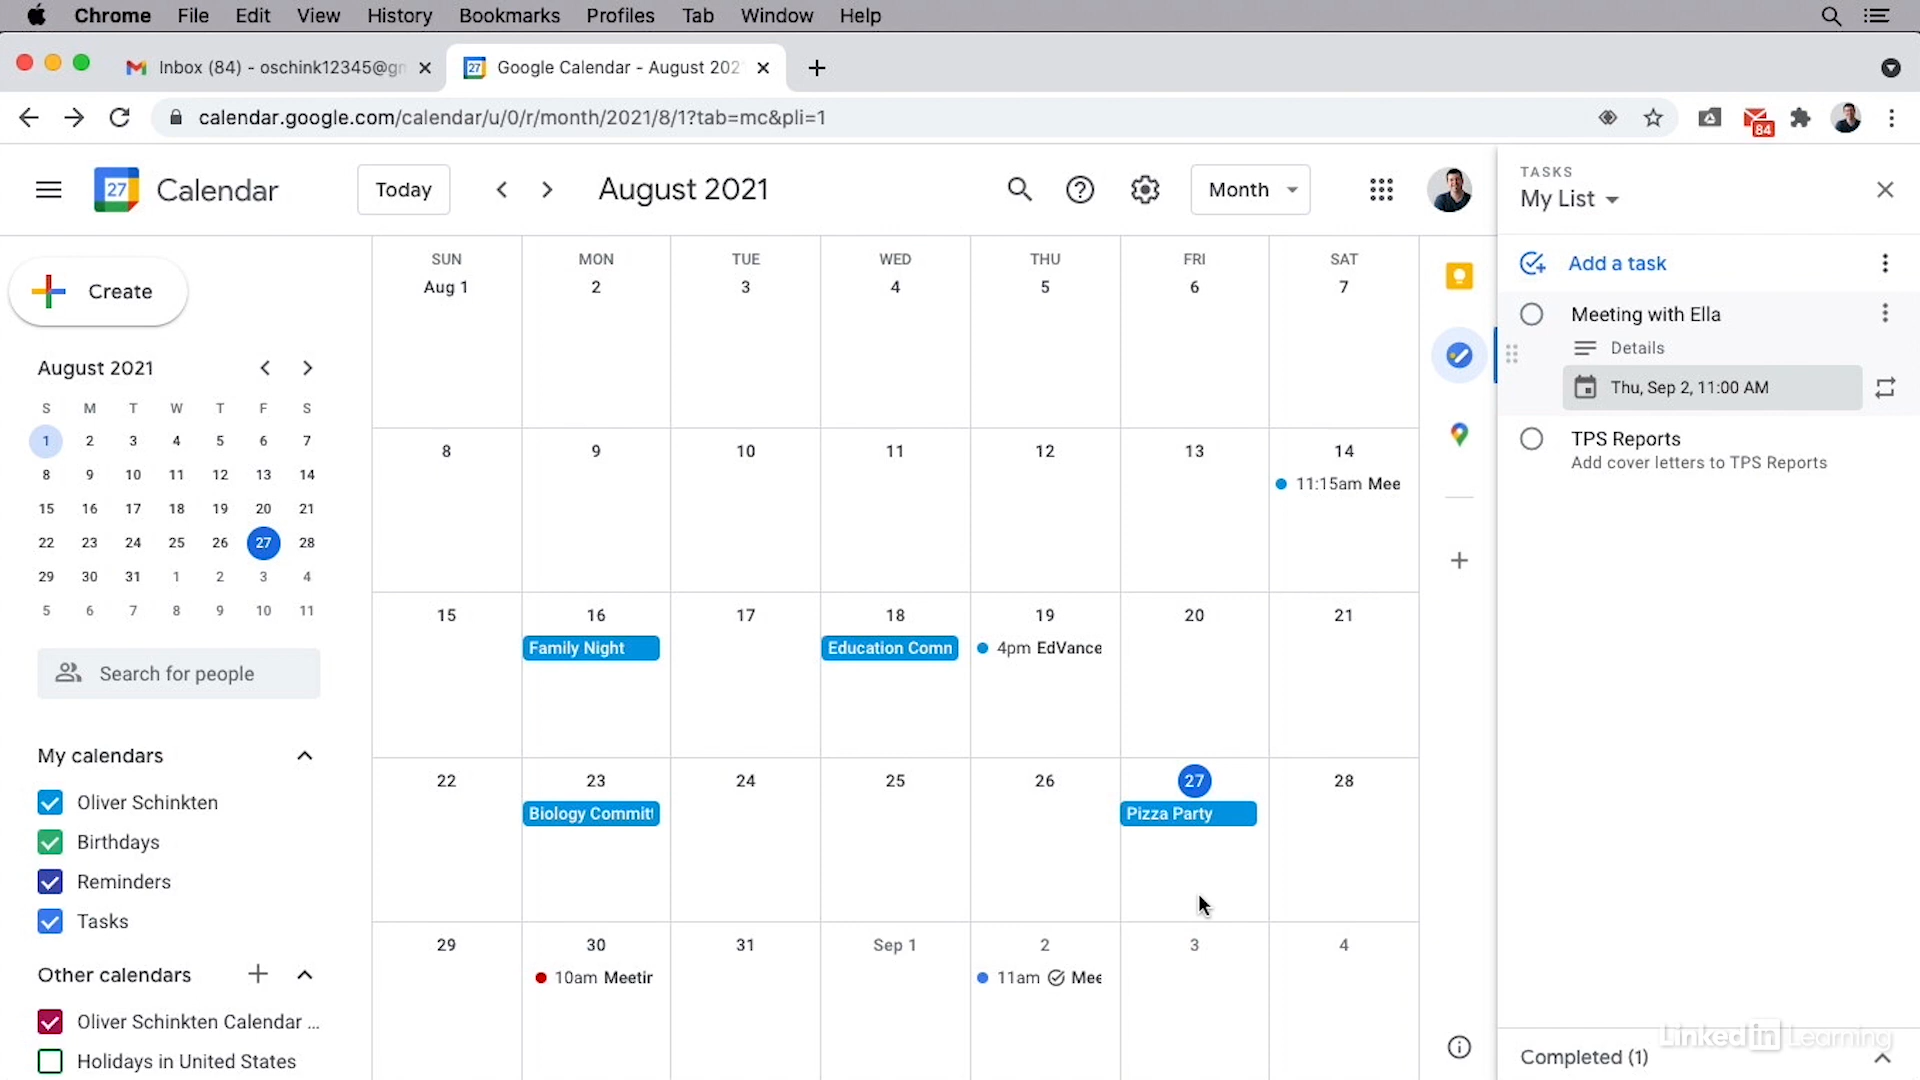 Chrome File Edit View History Bookmarks Profiles Tab Window Help
Inbox (84) - oschink12345@gm
Google Calendar - August 202
calendar.google.com/calendar/u/0/r/month/2021/8/1?tab=mc&pli=1
84
27 Calendar
Today
August 2021
Month
TASKS
My List
Create
August 2021
S M T W T F S
1 2 3 4 5 6 7
8 9 10 11 12 13 14
15 16 17 18 19 20 21
22 23 24 25 26 27 28
29 30 31 1 2 3 4
5 6 7 8 9 10 11
Search for people
My calendars
Oliver Schinkten
Birthdays
Reminders
Tasks
Other calendars
Oliver Schinkten Calendar ...
Holidays in United States
SUN MON TUE WED THU FRI SAT
Aug 1 2 3 4 5 6 7
8 9 10 11 12 13 14
11:15am Mee
15 16 17 18 19 20 21
Family Night
Education Comn
4pm EdVance
22 23 24 25 26 27 28
Biology Commit
Pizza Party
29 30 31 Sep 1 2 3 4
10am Meetin
11am Mee
Add a task
Meeting with Ella
Details
Thu, Sep 2, 11:00 AM
TPS Reports
Add cover letters to TPS Reports
Completed (1)
LinkedIn Learning